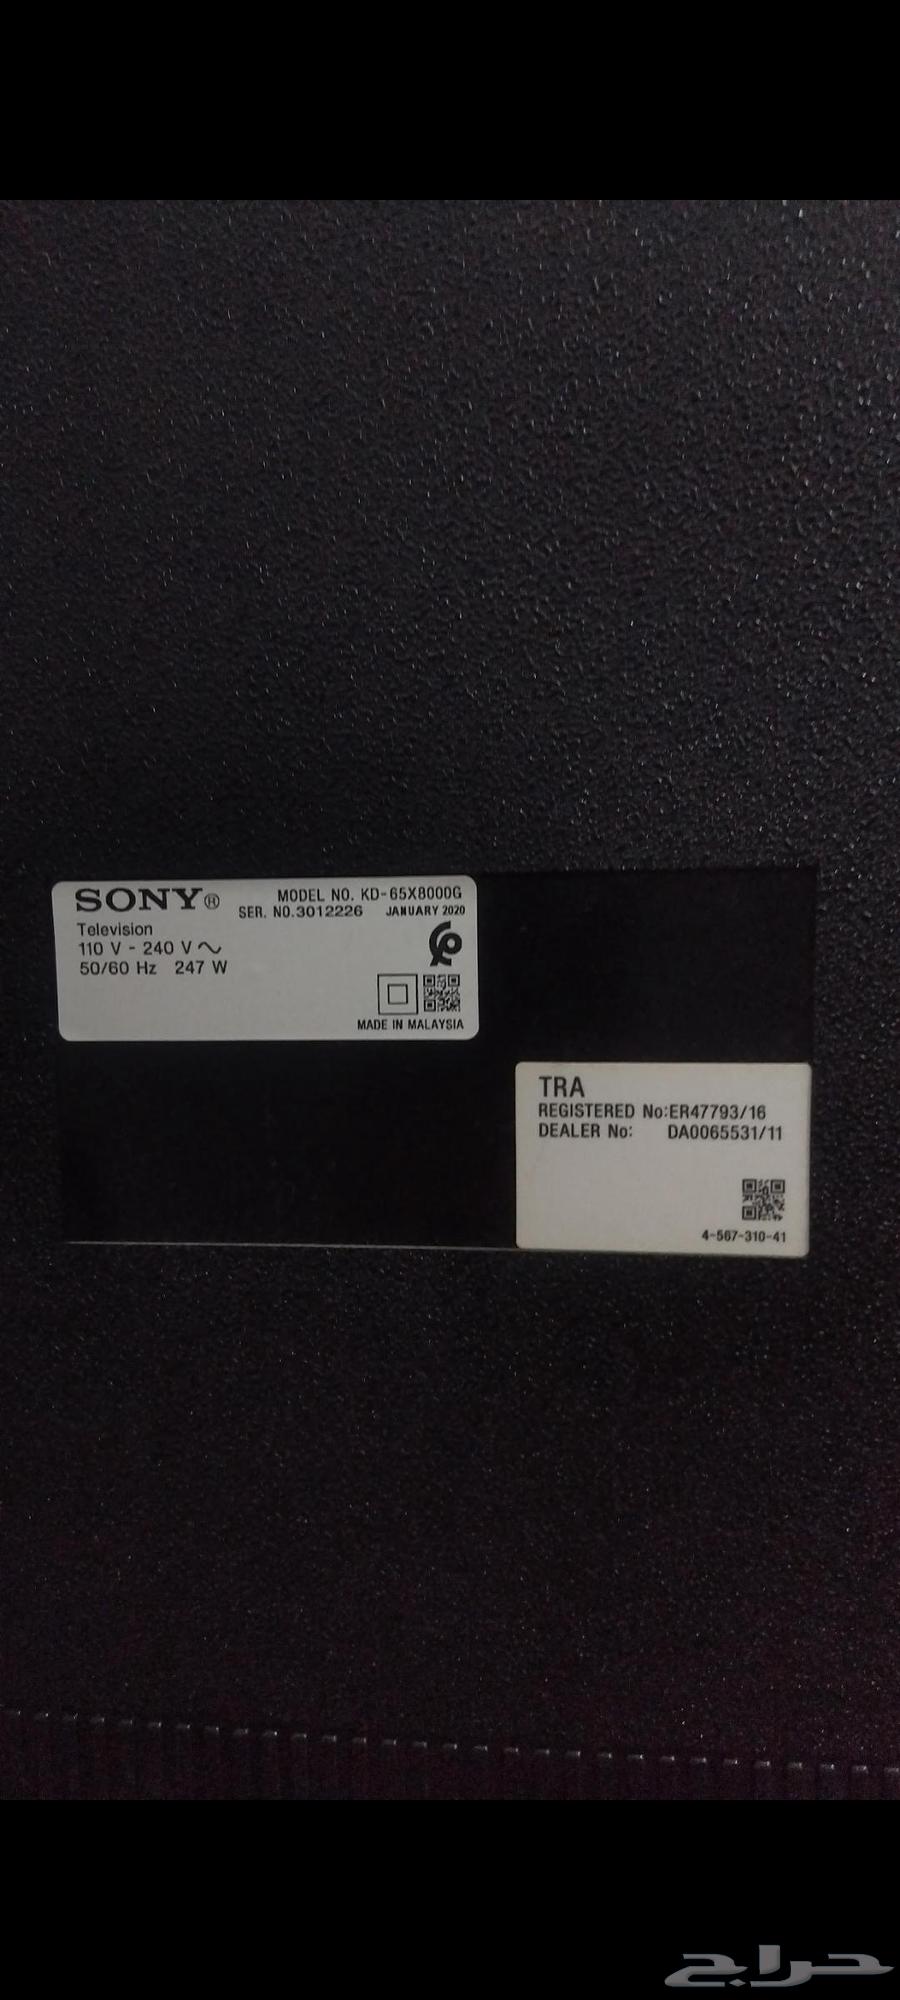 SONY®
MODEL NO. KD-65X8000G
SER. NO.3012226 JANUARY 2020
Television
110 V - 240 V ~
50/60 Hz 247 W
MADE IN MALAYSIA
TRA
REGISTERED No:ER47793/16
DEALER No: DA0065531/11
4-567-310-41
حراج